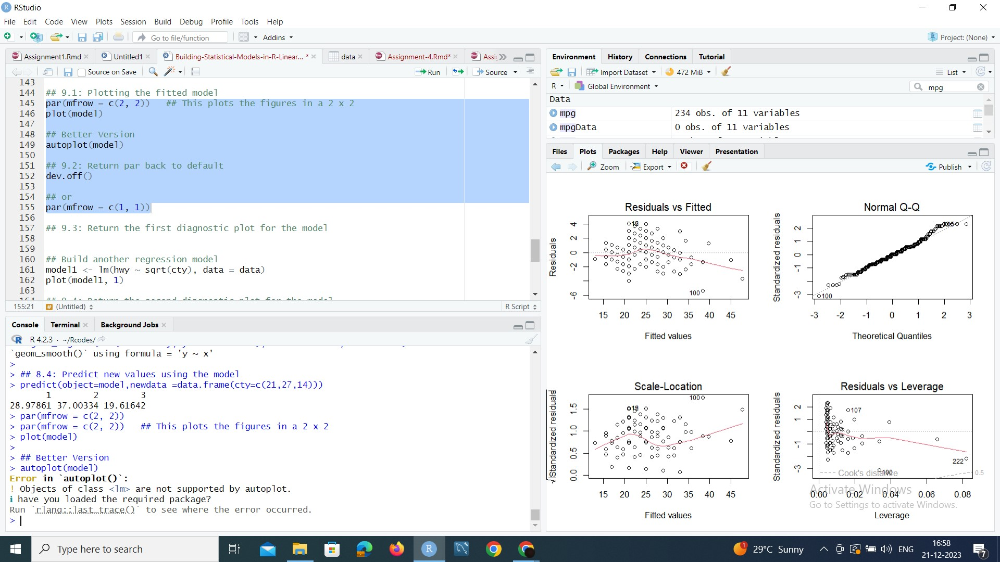 RStudio
File Edit Code View Plots Session Build Debug Profile Tools Help
Go to file/function Addins Project: (None)
Assignment1.Rmd Untitled1 Building-Statistical-Models-in-R-Linear... * data Assignment-4.Rmd* Assi
Source on Save Run Source
143
144 ## 9.1: Plotting the fitted model
145 par(mfrow = c(2, 2)) ## This plots the figures in a 2 x 2
146 plot(model)
147
148 ## Better Version
149 autoplot(model)
150
151 ## 9.2: Return par back to default
152 dev.off()
153
154 ## or
155 par(mfrow = c(1, 1))
156
157 ## 9.3: Return the first diagnostic plot for the model
158
159
160 ## Build another regression model
161 model1 <- lm(hwy ~ sqrt(cty), data = data)
162 plot(model1, 1)
163
164 ## 9.4: Return the second diagnostic plot for the model
155:21 # (Untitled) R Script
Console Terminal Background Jobs
R 4.2.3 · ~/Rcodes/
`geom_smooth()` using formula = 'y ~ x'
>
> ## 8.4: Predict new values using the model
> predict(object=model,newdata =data.frame(cty=c(21,27,14)))
1 2 3
28.97861 37.00334 19.61642
> par(mfrow = c(2, 2))
> par(mfrow = c(2, 2)) ## This plots the figures in a 2 x 2
> plot(model)
>
> ## Better Version
> autoplot(model)
Error in `autoplot()`:
! Objects of class <lm> are not supported by autoplot.
i have you loaded the required package?
Run `rlang::last_trace()` to see where the error occurred.
>
Environment History Connections Tutorial
Import Dataset 472 MiB List
R Global Environment mpg
Data
mpg 234 obs. of 11 variables
mpgData 0 obs. of 11 variables
Files Plots Packages Help Viewer Presentation
Zoom Export Publish
Residuals vs Fitted
Residuals
4
2
0
-2
-6
100
15 20 25 30 35 40 45
Fitted values
Normal Q-Q
Standardized residuals
2
1
0
-1
-3
100
-3 -2 -1 0 1 2 3
Theoretical Quantiles
Scale-Location
√|Standardized residuals
1.5
1.0
0.5
0.0
100
15 20 25 30 35 40 45
Fitted values
Residuals vs Leverage
Standardized residuals
2
1
-1
-3
107
222
100
Cook's distance
0.5
0.00 0.02 0.04 0.06 0.08
Leverage
Activate Windows
Go to Settings to activate Windows.
Type here to search
1
29°C Sunny
ENG
16:58
21-12-2023
7